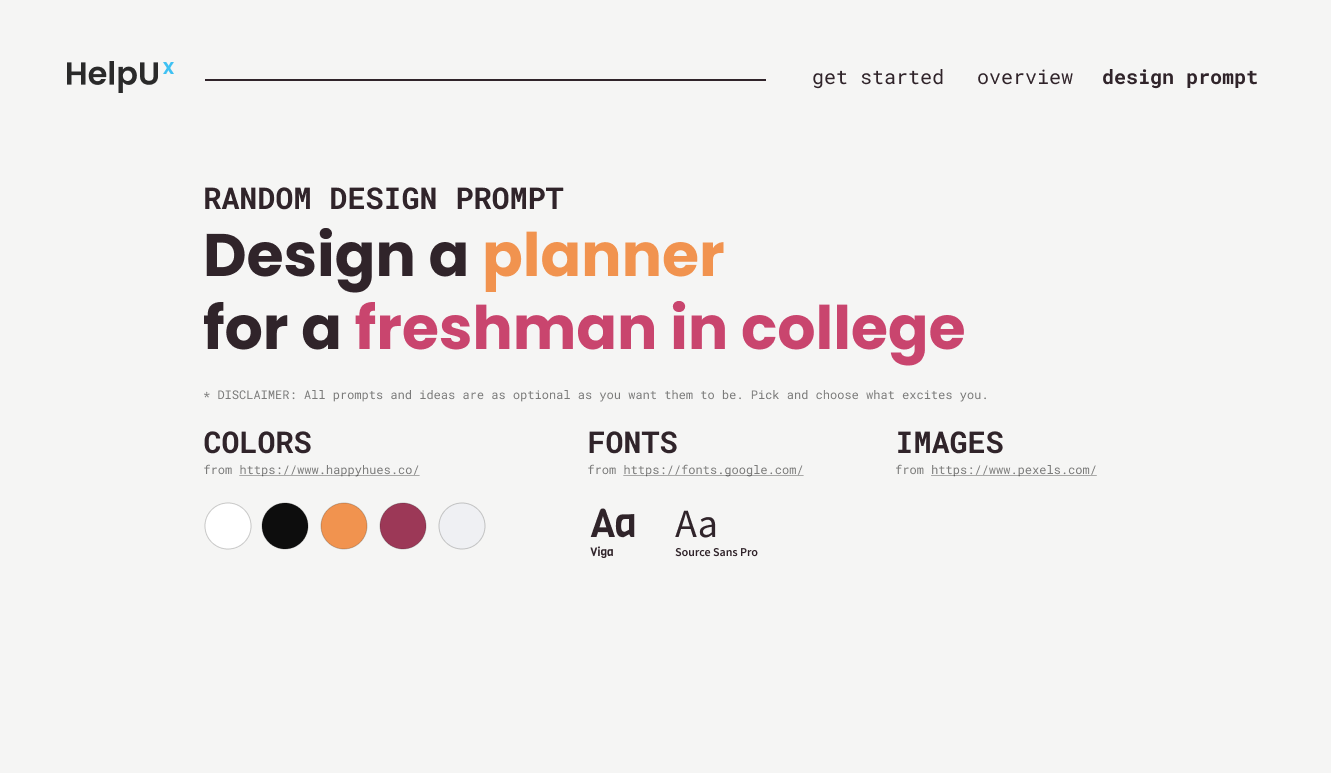 HelpUx
get started overview design prompt
RANDOM DESIGN PROMPT
Design a planner
for a freshman in college
* DISCLAIMER: All prompts and ideas are as optional as you want them to be. Pick and choose what excites you.
COLORS
from https://www.happyhues.co/
FONTS
from https://fonts.google.com/
Aa
Viga
Aa
Source Sans Pro
IMAGES
from https://www.pexels.com/